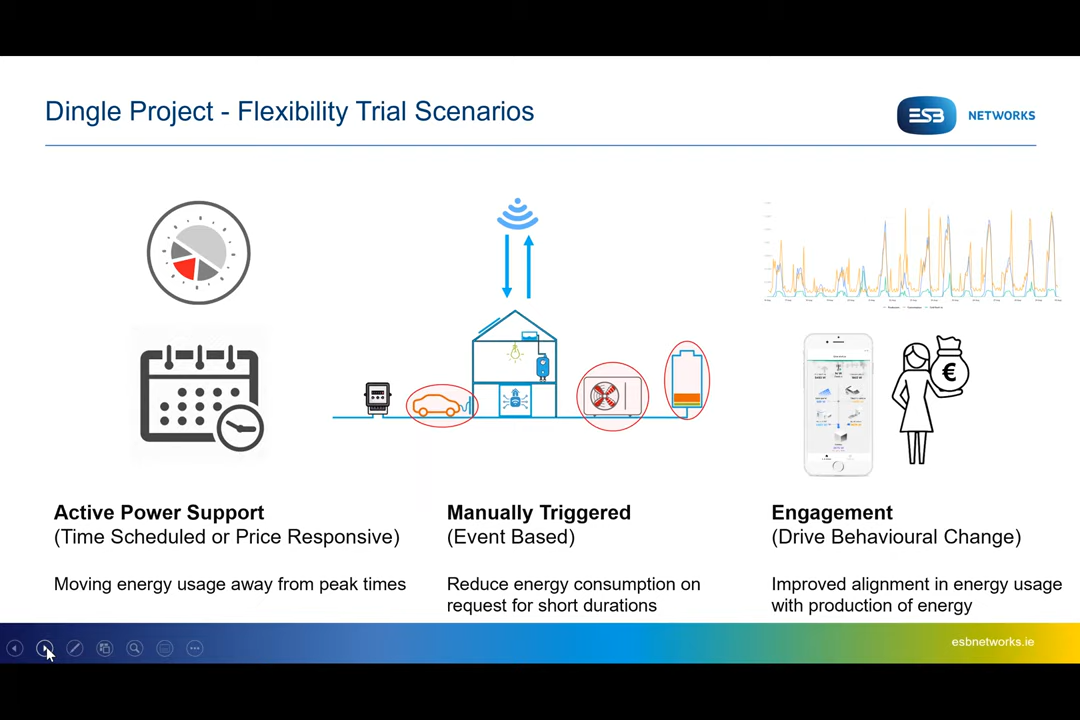 Dingle Project - Flexibility Trial Scenarios
ESB NETWORKS
€
Active Power Support
(Time Scheduled or Price Responsive)
Moving energy usage away from peak times
Manually Triggered
(Event Based)
Reduce energy consumption on
request for short durations
Engagement
(Drive Behavioural Change)
Improved alignment in energy usage
with production of energy
esbnetworks.ie